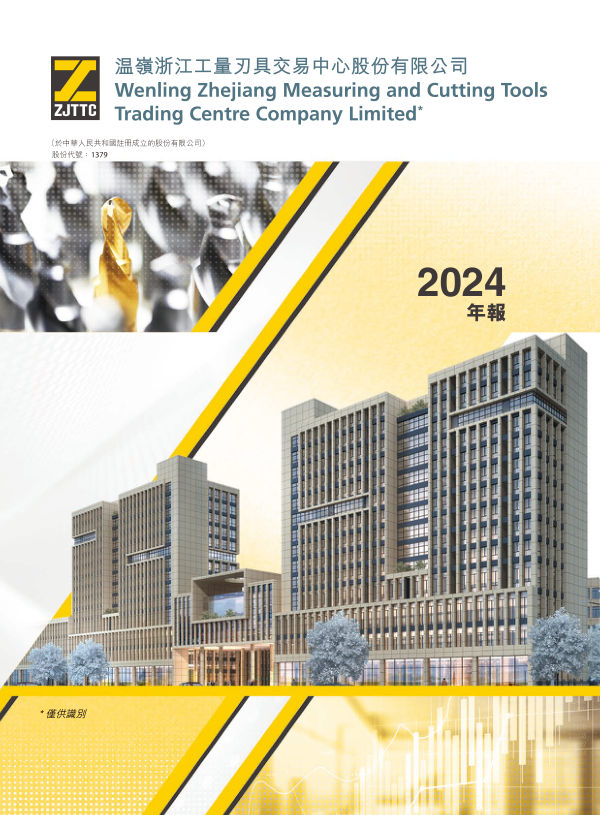 ZJTTC
温嶺浙江工量刃具交易中心股份有限公司
Wenling Zhejiang Measuring and Cutting Tools
Trading Centre Company Limited*
(於中華人民共和國註冊成立的股份有限公司)
股份代號：1379
2024
年報
* 僅供識別